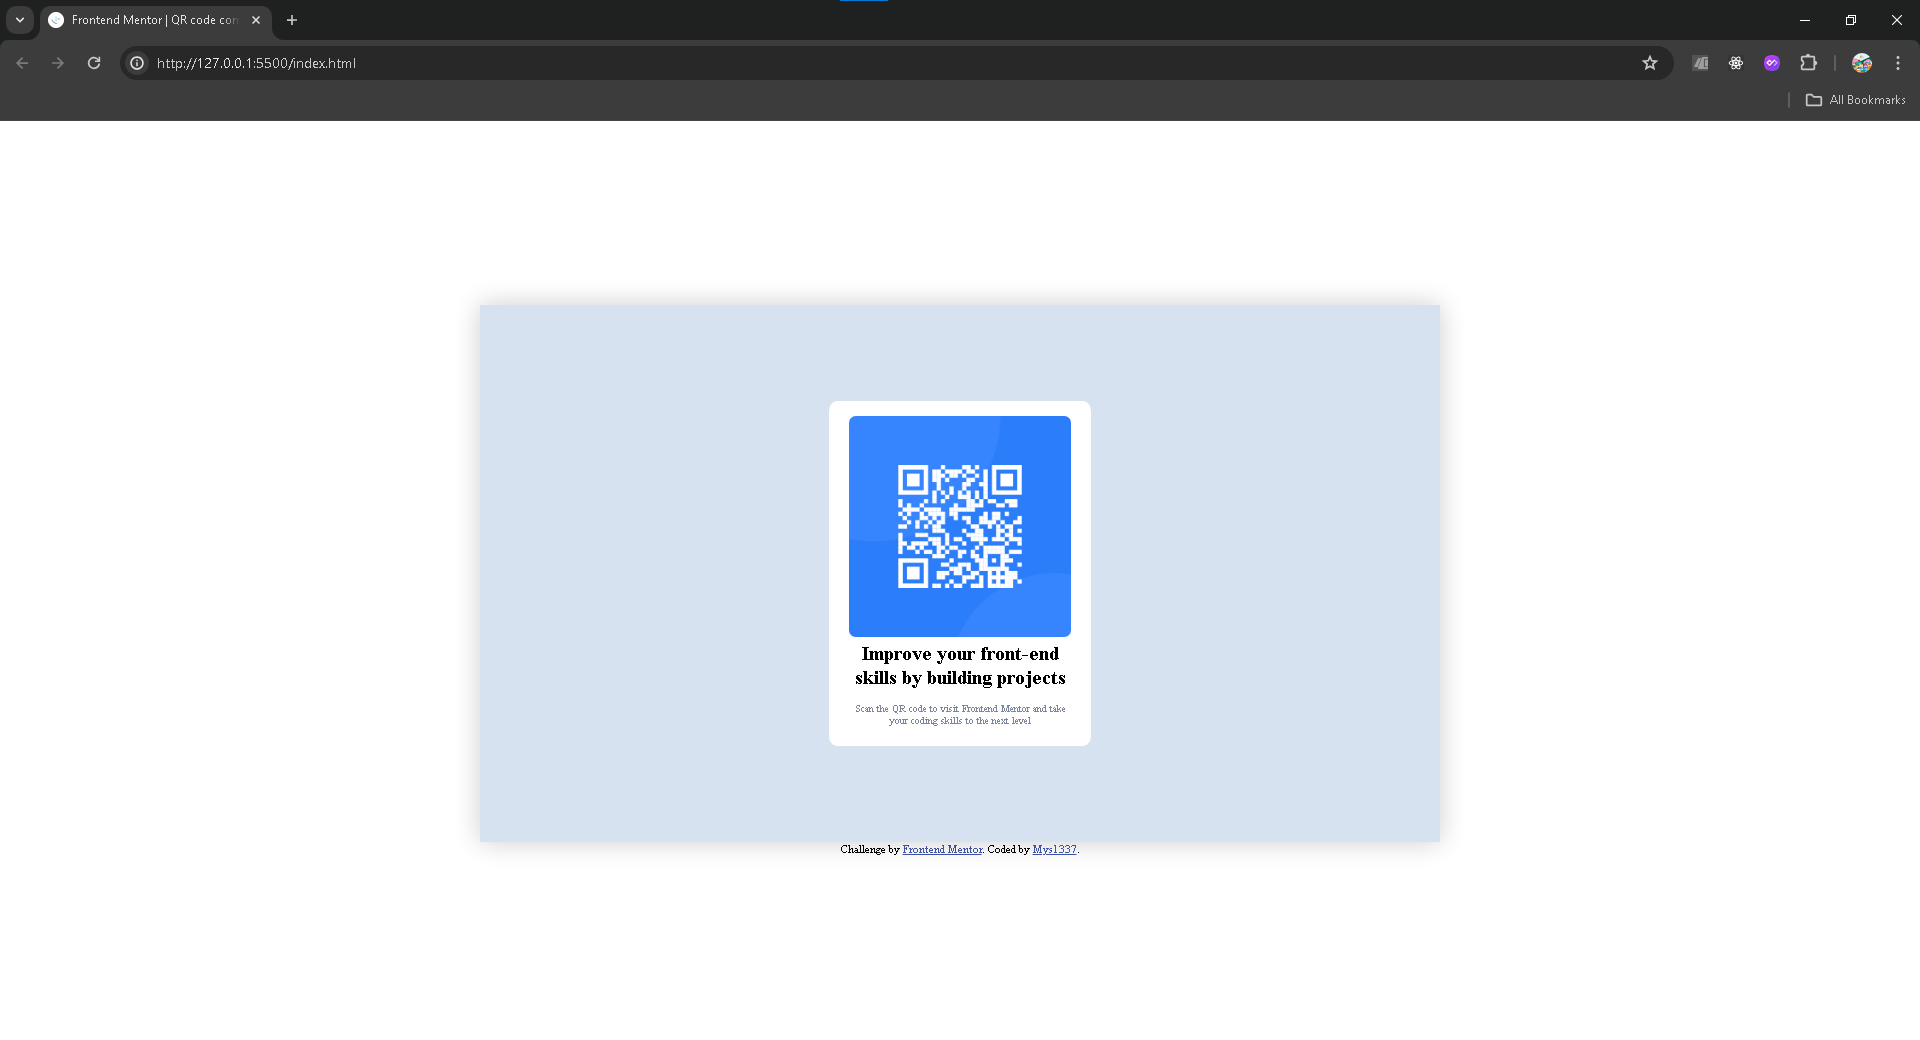 Frontend Mentor | QR code con
http://127.0.0.1:5500/index.html
All Bookmarks
Improve your front-end
skills by building projects
Scan the QR code to visit Frontend Mentor and take
your coding skills to the next level
Challenge by Frontend Mentor. Coded by Mys1337.